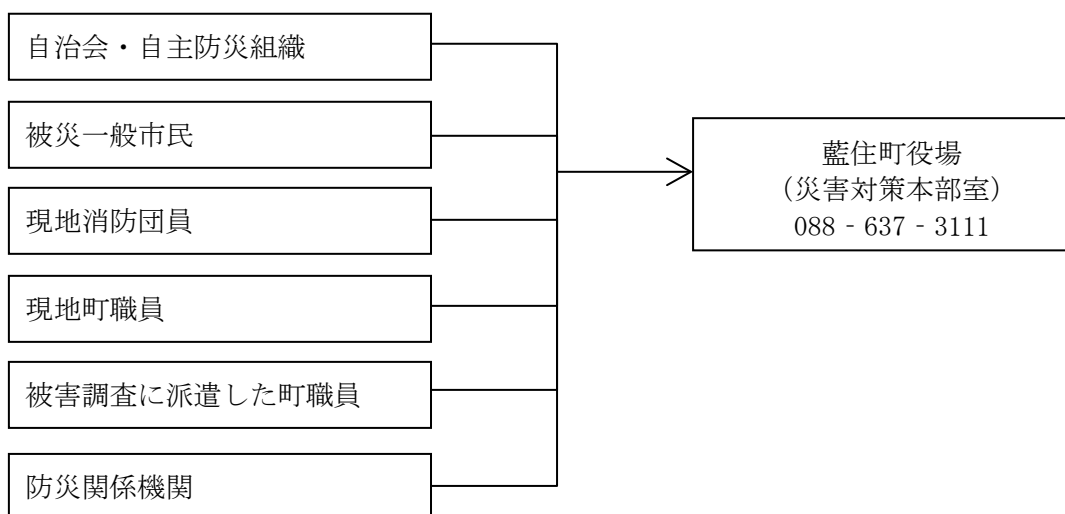 自治会・自主防災組織
被災一般市民
現地消防団員
現地町職員
被害調査に派遣した町職員
防災関係機関
藍住町役場
（災害対策本部室）
088‐637‐3111